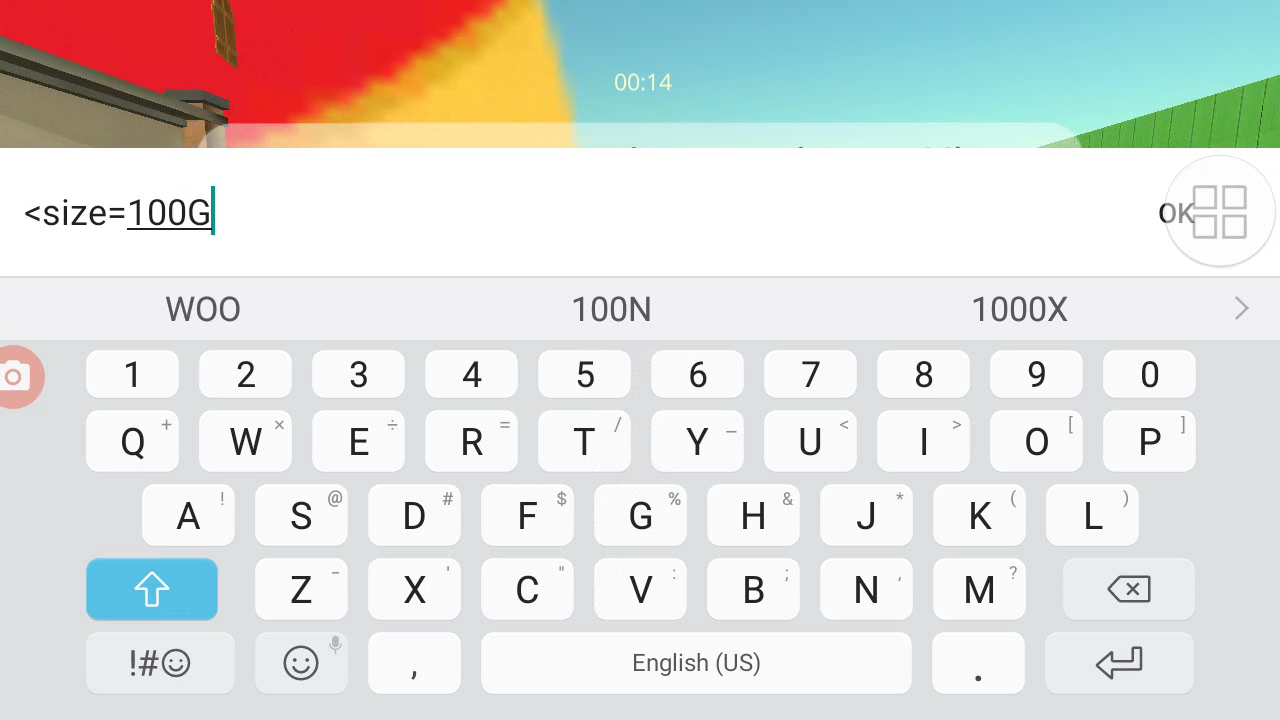 00:14
<size=100G
OK
WOO 100N 1000X
1 2 3 4 5 6 7 8 9 0
Q + W × E ÷ R = T / Y _ U < I > O [ P ]
A ! S @ D # F $ G % H & J * K ( L )
Z - X ' C " V : B ; N , M ?
!#☺ , English (US) .